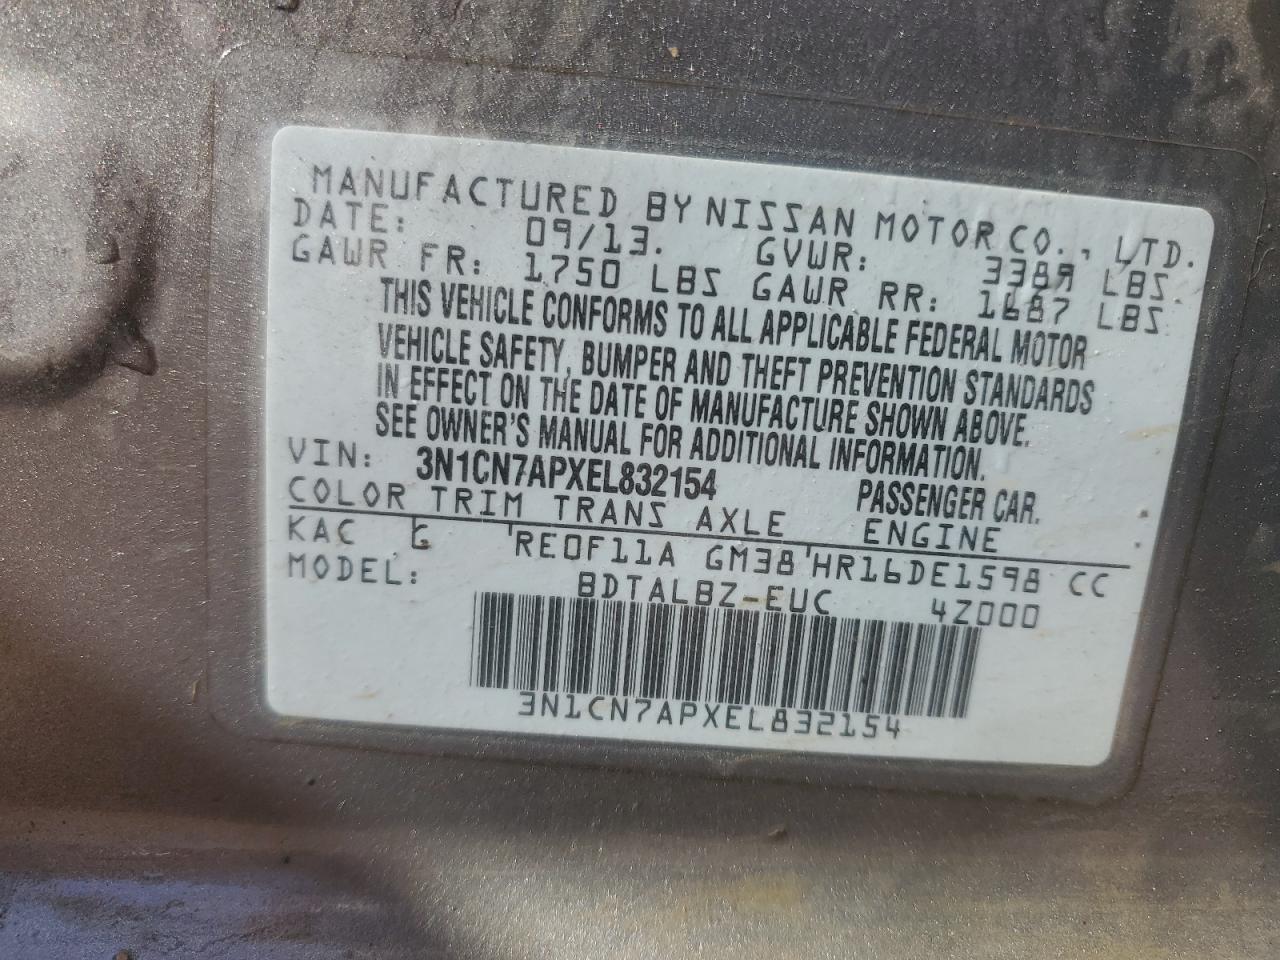 MANUFACTURED BY NISSAN MOTOR CO., LTD.
DATE: 09/13. GVWR: 3389 LBS
GAWR FR: 1750 LBS GAWR RR: 1687 LBS
THIS VEHICLE CONFORMS TO ALL APPLICABLE FEDERAL MOTOR
VEHICLE SAFETY, BUMPER AND THEFT PREVENTION STANDARDS
IN EFFECT ON THE DATE OF MANUFACTURE SHOWN ABOVE.
SEE OWNER'S MANUAL FOR ADDITIONAL INFORMATION.
VIN: 3N1CN7APXEL832154 PASSENGER CAR.
COLOR TRIM TRANS AXLE ENGINE
KAC G RE0F11A GM38 HR16DE1598 CC
MODEL: BDTALBZ-EUC 4Z000
3N1CN7APXEL832154